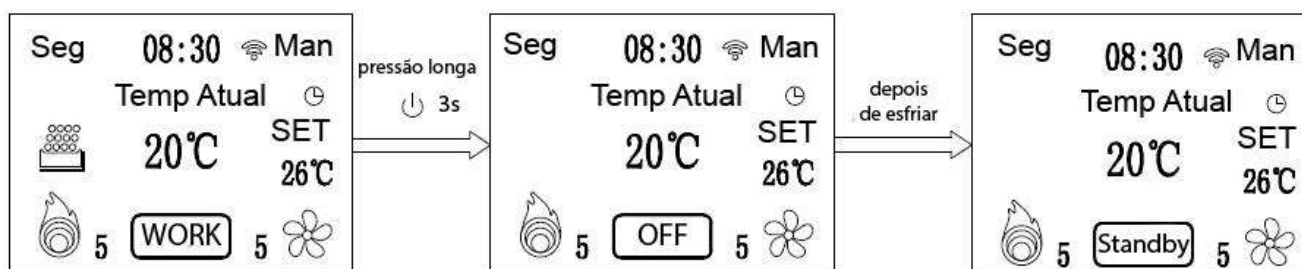 Seg 08:30 Man
Temp Atual
SET
20℃
26℃
5 WORK 5
pressão longa
3s
Seg 08:30 Man
Temp Atual
SET
20℃
26℃
5 OFF 5
depois
de esfriar
Seg 08:30 Man
Temp Atual
SET
20℃
26℃
5 Standby 5